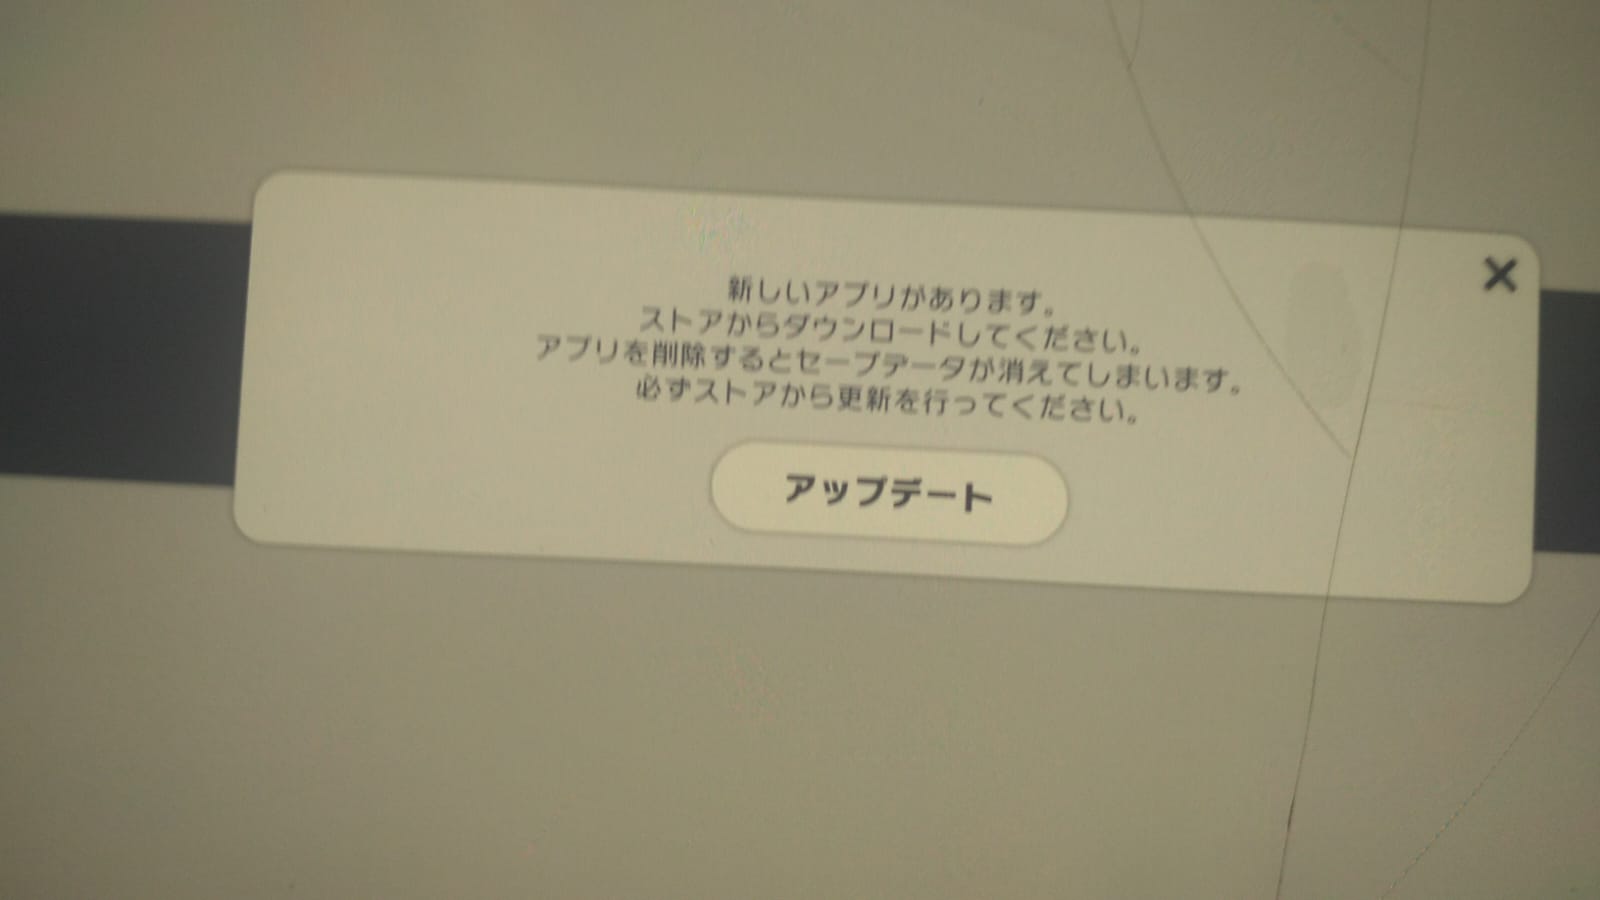 新しいアプリがあります。
ストアからダウンロードしてください。
アプリを削除するとセーブデータが消えてしまいます。
必ずストアから更新を行ってください。
アップデート